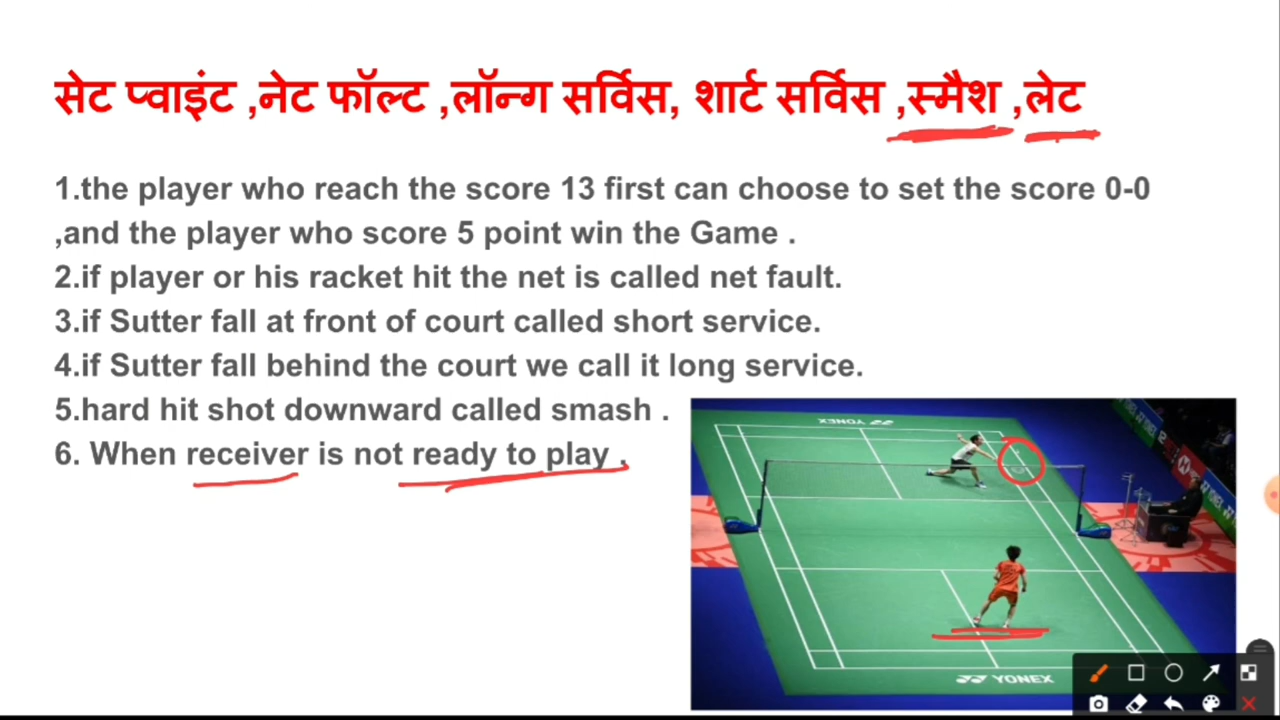 सेट प्वाइंट ,नेट फॉल्ट ,लॉन्ग सर्विस, शार्ट सर्विस ,स्मैश ,लेट
1.the player who reach the score 13 first can choose to set the score 0-0
,and the player who score 5 point win the Game .
2.if player or his racket hit the net is called net fault.
3.if Sutter fall at front of court called short service.
4.if Sutter fall behind the court we call it long service.
5.hard hit shot downward called smash .
6. When receiver is not ready to play .
YONEX
YONEX